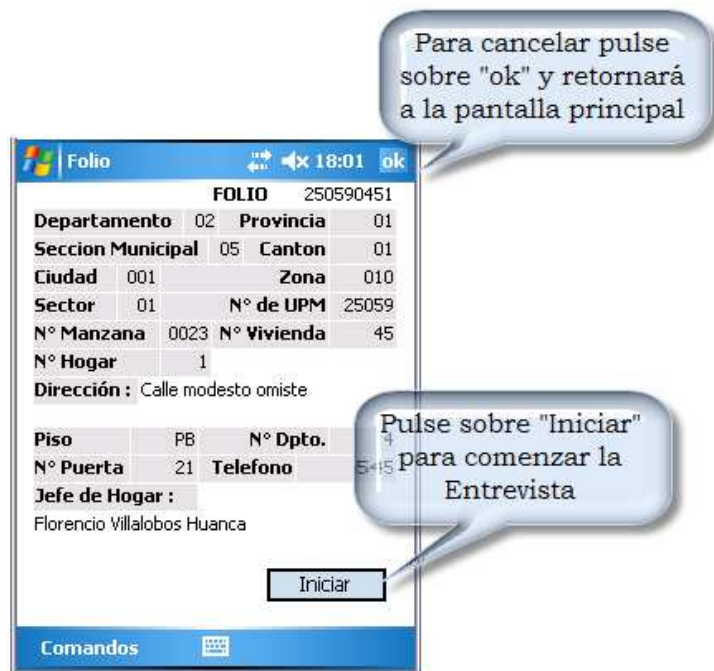 Para cancelar pulse
sobre "ok" y retornará
a la pantalla principal
Folio 18:01 ok
FOLIO 250590451
Departamento 02 Provincia 01
Seccion Municipal 05 Canton 01
Ciudad 001 Zona 010
Sector 01 N° de UPM 25059
N° Manzana 0023 N° Vivienda 45
N° Hogar 1
Dirección : Calle modesto omiste
Piso PB N° Dpto. 4
N° Puerta 21 Telefono
Jefe de Hogar :
Florencio Villalobos Huanca
Pulse sobre "Iniciar"
para comenzar la
Entrevista
Iniciar
Comandos